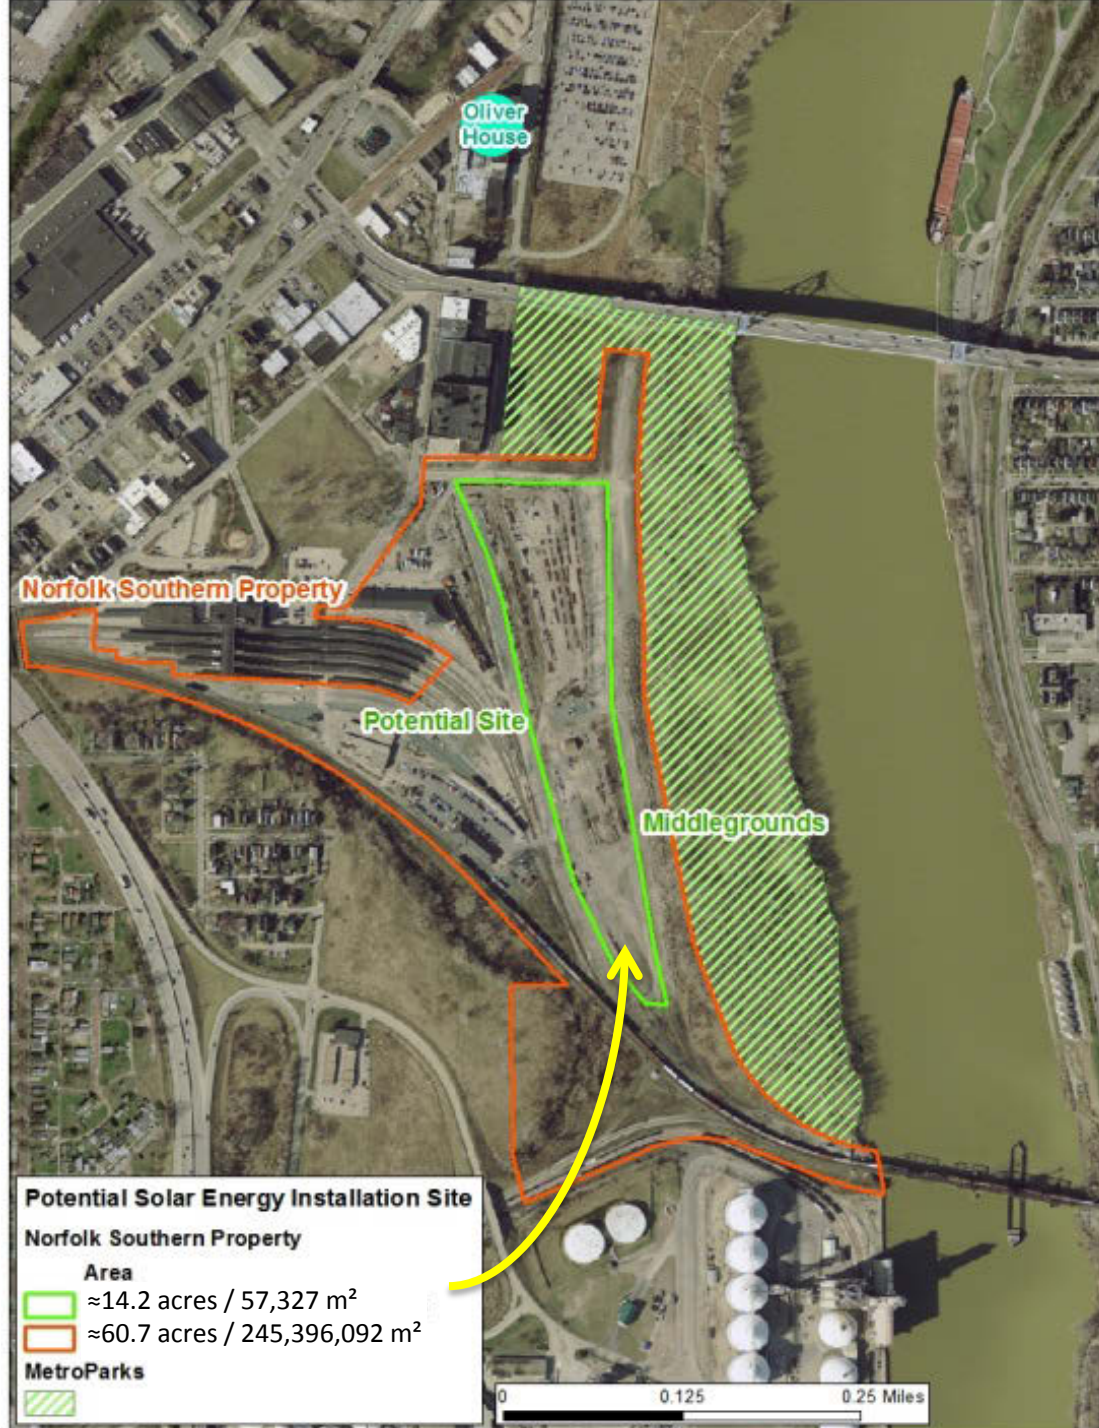 Oliver
House
Norfolk Southern Property
Potential Site
Middlegrounds
Potential Solar Energy Installation Site
Norfolk Southern Property
Area
≈14.2 acres / 57,327 m²
≈60.7 acres / 245,396,092 m²
MetroParks
0 0.125 0.25 Miles